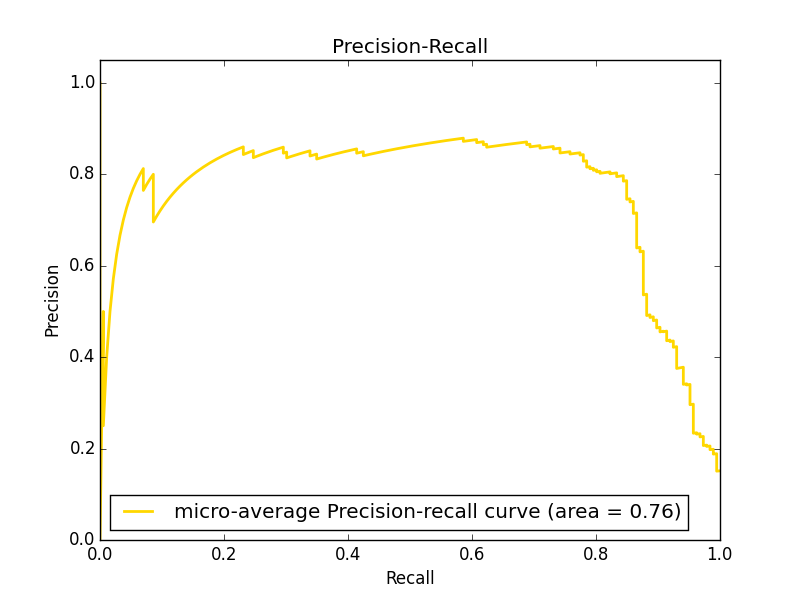 Precision-Recall
1.0
0.8
0.6
0.4
0.2
0.0
Precision
micro-average Precision-recall curve (area = 0.76)
0.0 0.2 0.4 0.6 0.8 1.0
Recall